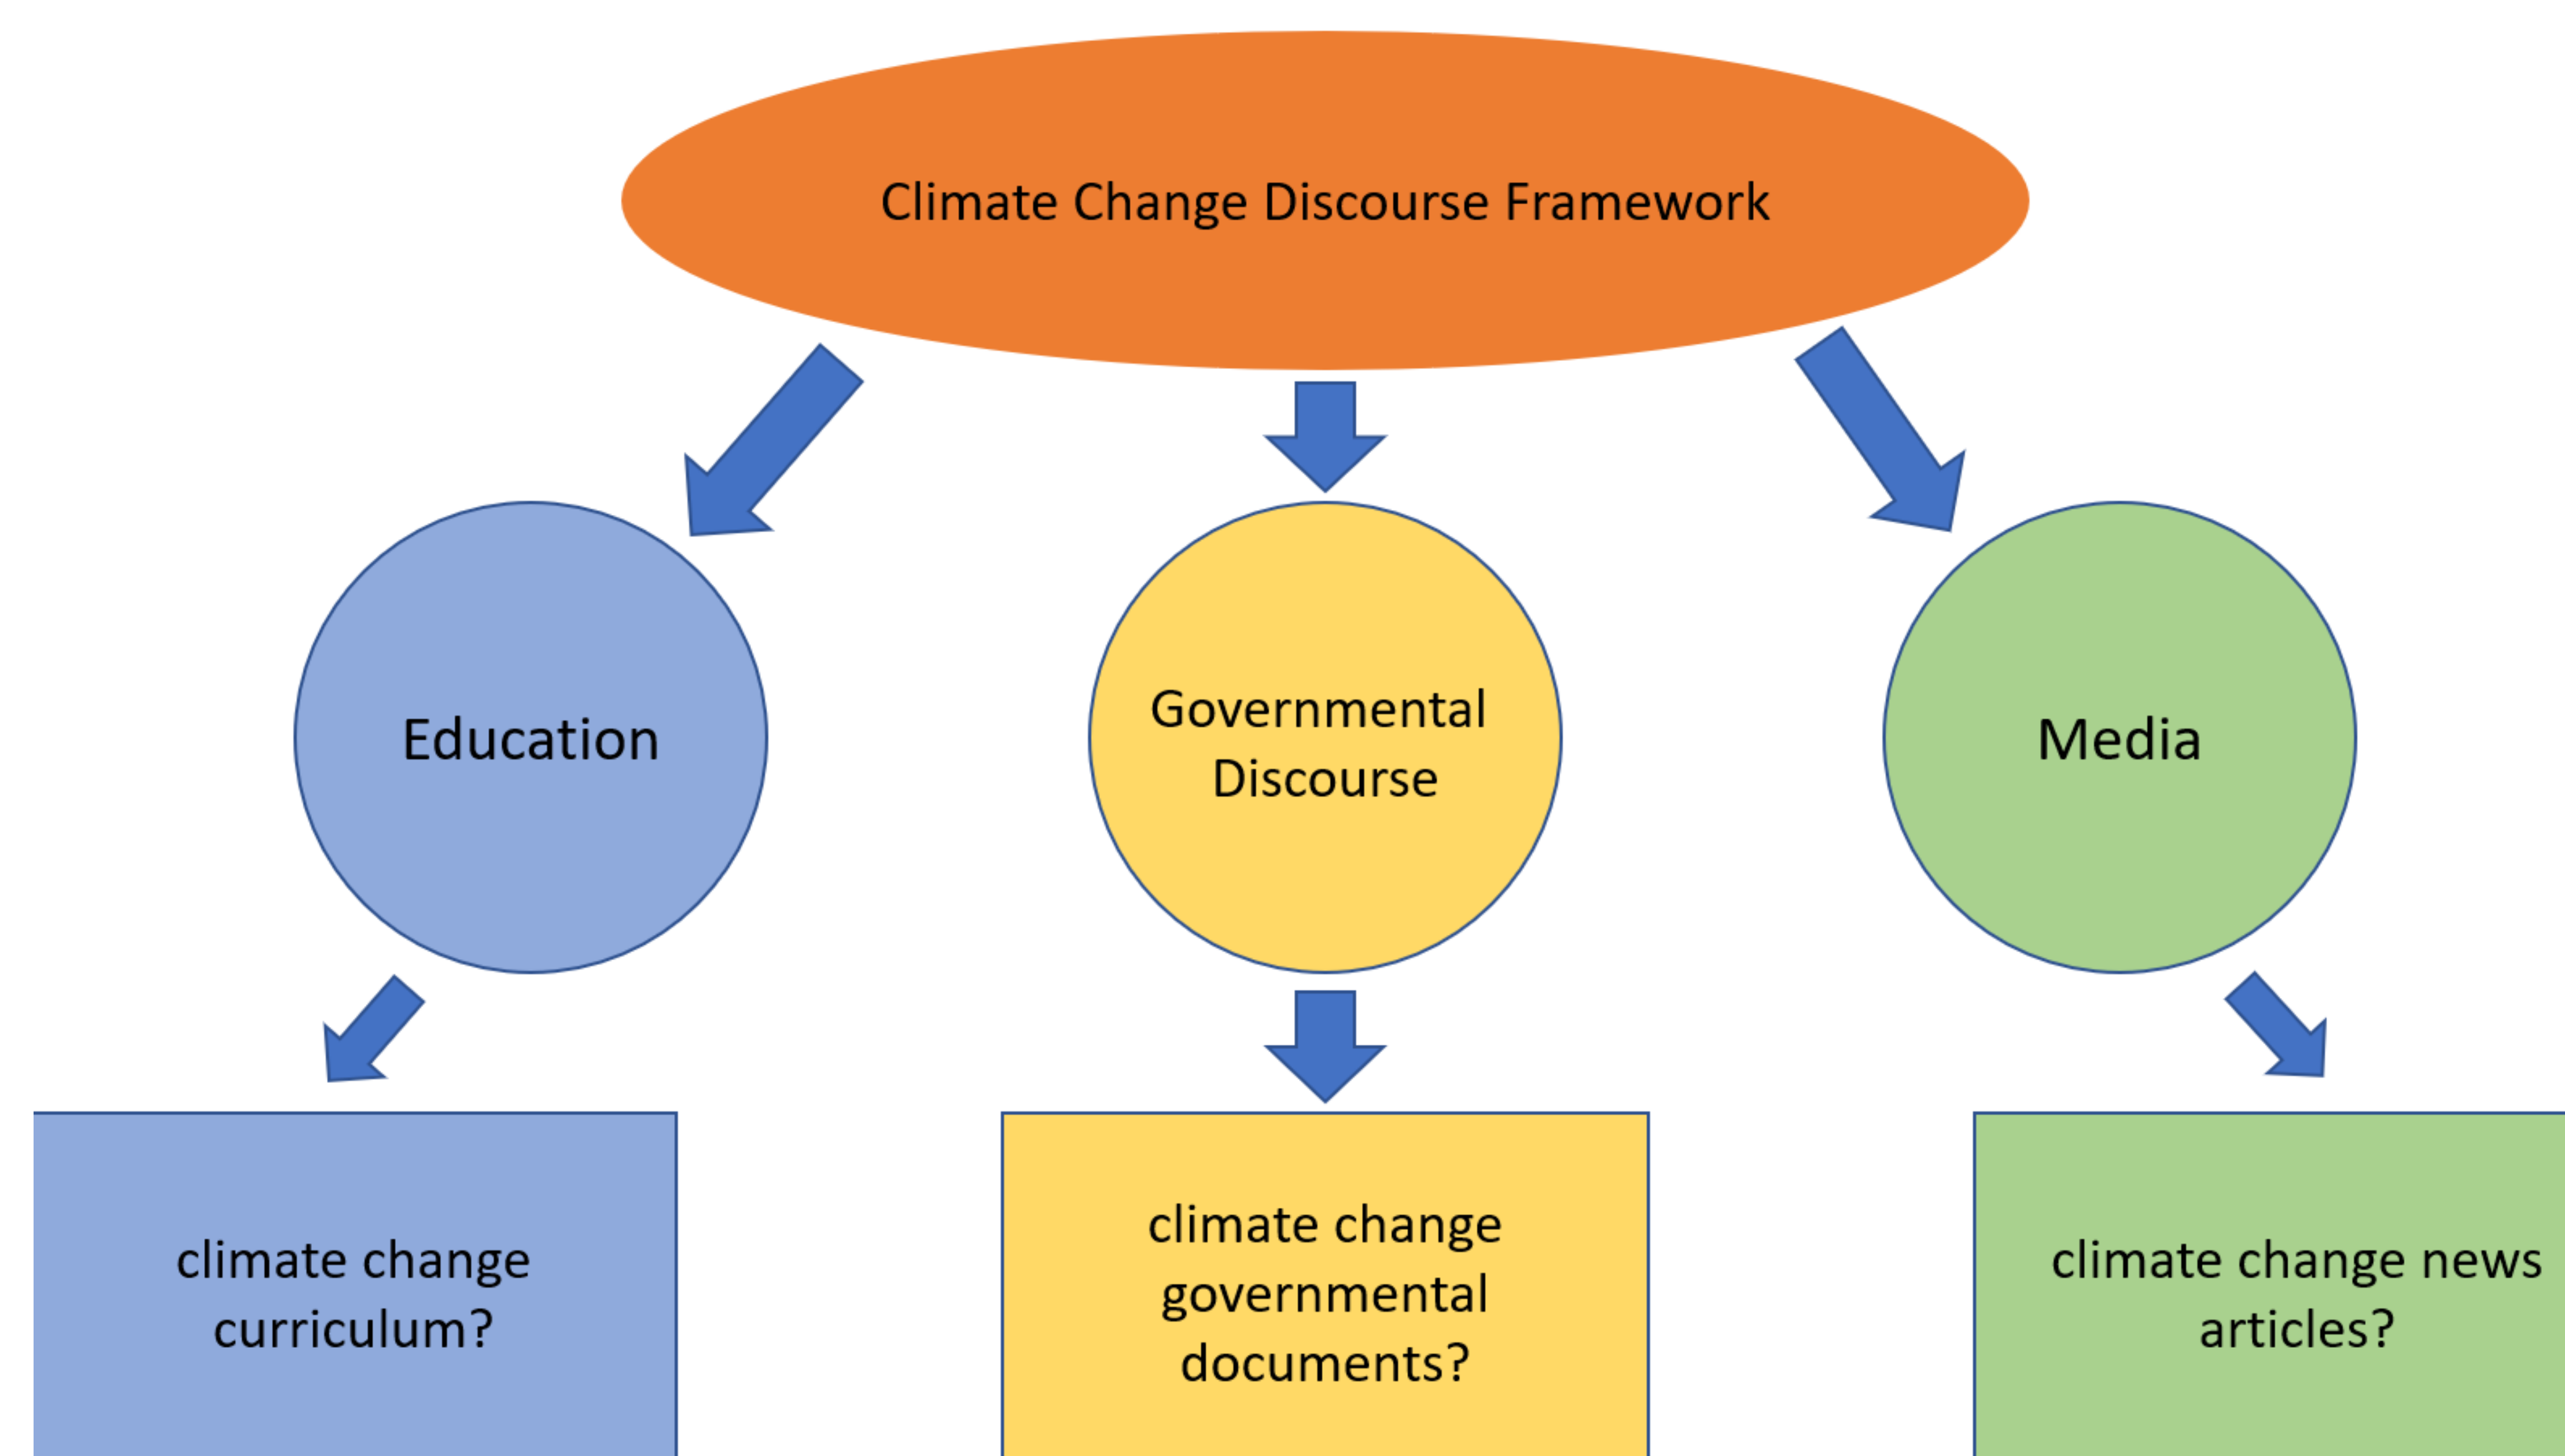 Climate Change Discourse Framework
Education
Governmental
Discourse
Media
climate change
curriculum?
climate change
governmental
documents?
climate change news
articles?